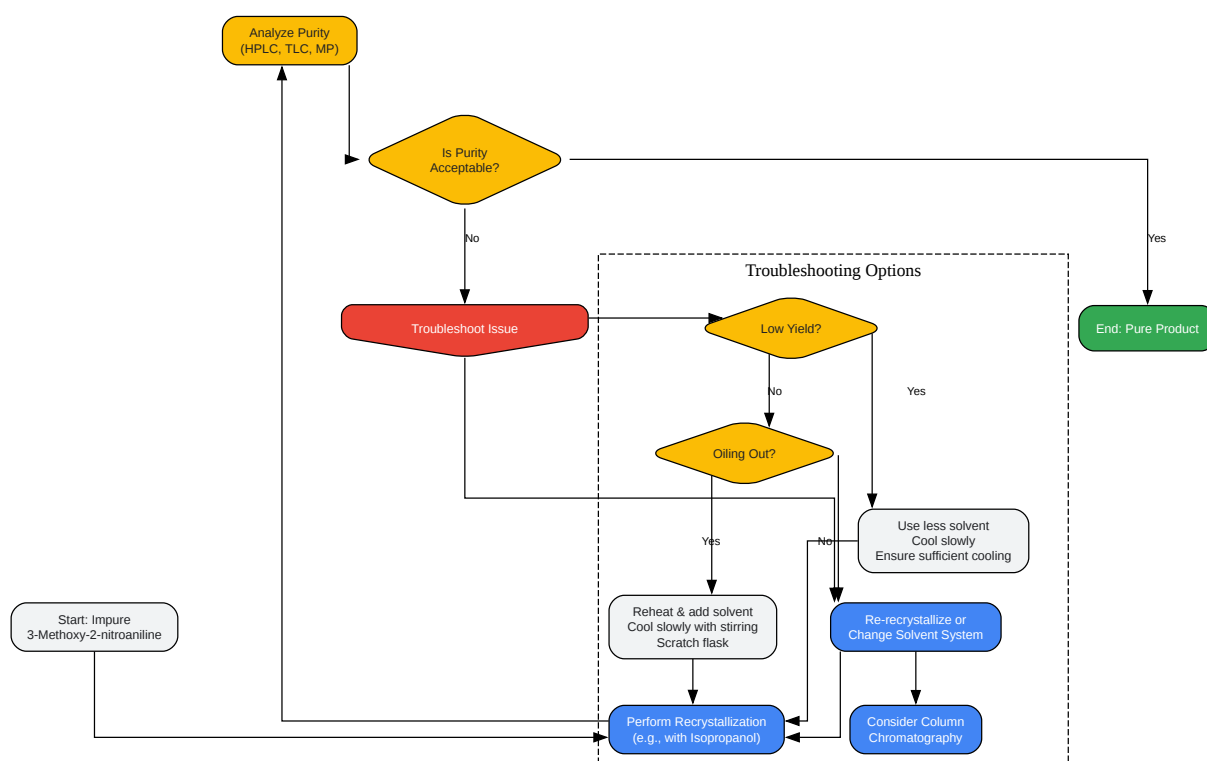 Analyze Purity
(HPLC, TLC, MP)
Is Purity
Acceptable?
No
Yes
Troubleshooting Options
Troubleshoot Issue
Low Yield?
End: Pure Product
No
Yes
Oiling Out?
Use less solvent
Cool slowly
Ensure sufficient cooling
Yes
No
Start: Impure
3-Methoxy-2-nitroaniline
Reheat & add solvent
Cool slowly with stirring
Scratch flask
Re-recrystallize or
Change Solvent System
Perform Recrystallization
(e.g., with Isopropanol)
Consider Column
Chromatography